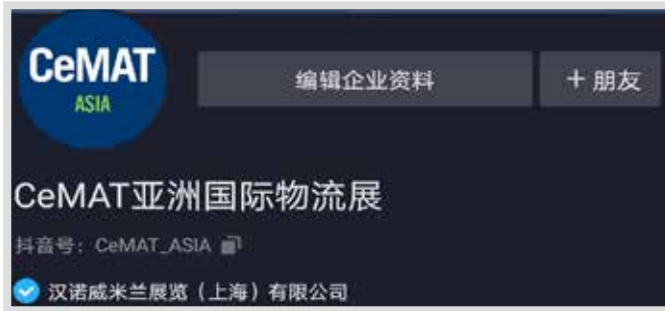 CeMAT
ASIA
编辑企业资料
+ 朋友
CeMAT亚洲国际物流展
抖音号：CeMAT_ASIA
汉诺威米兰展览（上海）有限公司